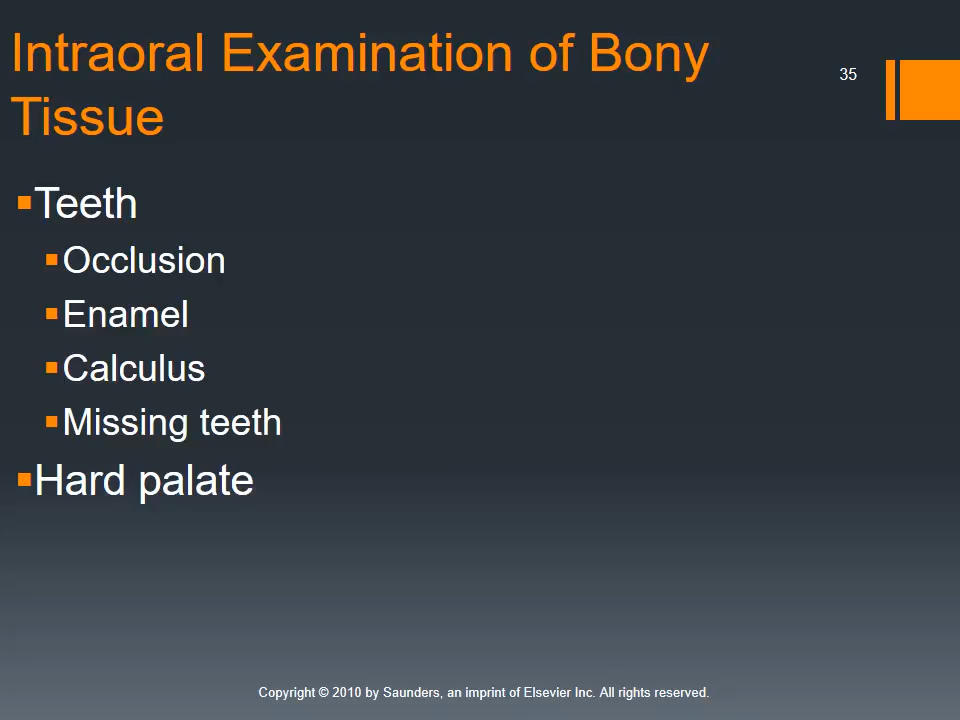 Intraoral Examination of Bony
Tissue
35
▪Teeth
▪Occlusion
▪Enamel
▪Calculus
▪Missing teeth
▪Hard palate
Copyright © 2010 by Saunders, an imprint of Elsevier Inc. All rights reserved.